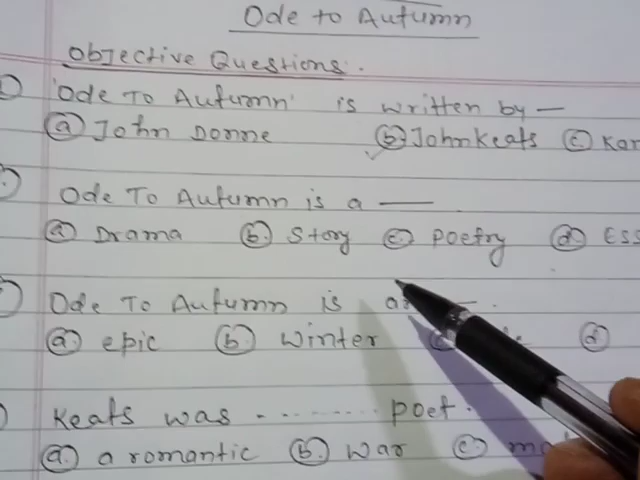 Ode to Autumn
Objective Questions.
'Ode To Autumn' is written by —
(a) John Donne (b) John Keats (c)
Ode To Autumn is a —
(a) Drama (b) Story (c) Poetry (d)
Ode To Autumn is —.
(a) epic (b) Winter (d)
Keats was ........ poet.
(a) a romantic (b) War (c)